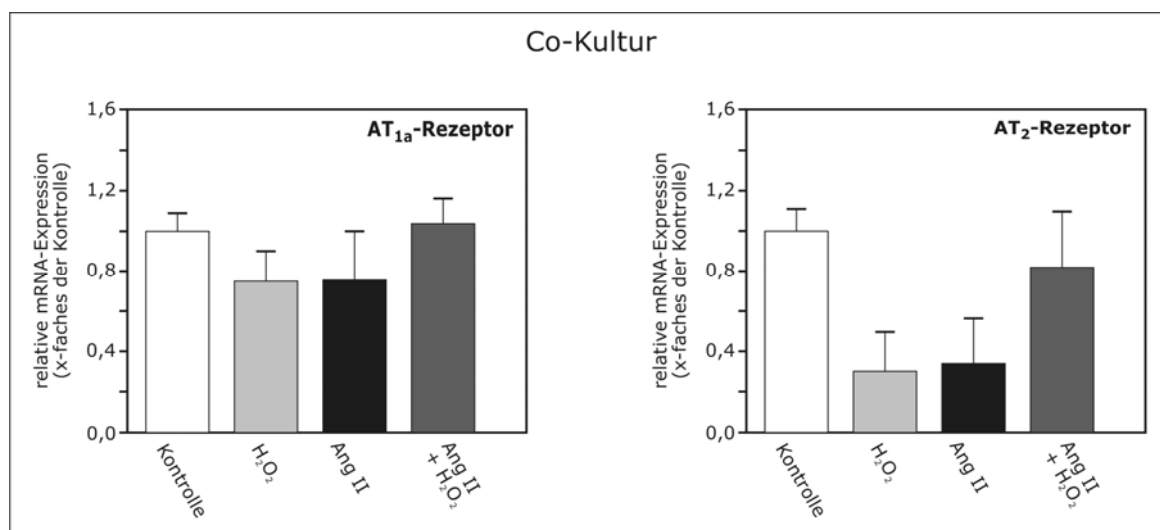 Co-Kultur
AT1a-Rezeptor
relative mRNA-Expression
(x-faches der Kontrolle)
1,6
1,2
0,8
0,4
0,0
Kontrolle
H2O2
Ang II
Ang II
+ H2O2
AT2-Rezeptor
relative mRNA-Expression
(x-faches der Kontrolle)
1,6
1,2
0,8
0,4
0,0
Kontrolle
H2O2
Ang II
Ang II
+ H2O2